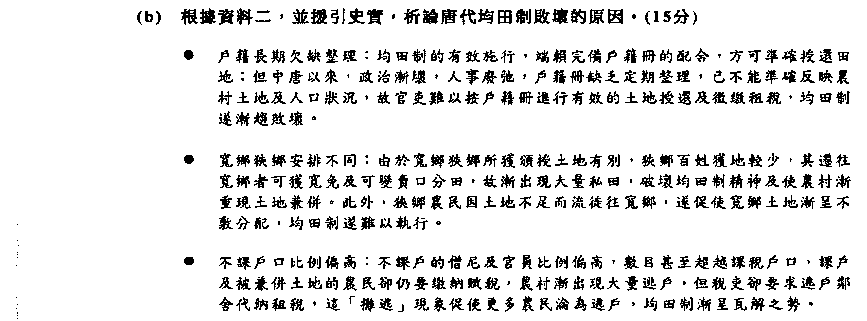 (b) 根據資料二，並援引史實，析論唐代均田制敗壞的原因。(15分)
● 戶籍長期欠缺整理：均田制的有效施行，端賴完備戶籍冊的配合，方可準確授還田
地；但中唐以來，政治漸壞，人事廢弛，戶籍冊缺乏定期整理，已不能準確反映農
村土地及人口狀況，故官吏難以按戶籍冊進行有效的土地授還及徵繳租稅，均田制
遂漸趨敗壞。
● 寬鄉狹鄉安排不同：由於寬鄉狹鄉所獲頒授土地有別，狹鄉百姓獲地較少，其遷往
寬鄉者可獲寬免及可變賣口分田，故漸出現大量私田，破壞均田制精神及使農村漸
重現土地兼併。此外，狹鄉農民因土地不足而流徙往寬鄉，遂促使寬鄉土地漸呈不
敷分配，均田制遂難以執行。
● 不課戶口比例偏高：不課戶的僧尼及官員比例偏高，數目甚至超越課稅戶口，課戶
及被兼併土地的農民卻仍要繳納賦稅，農村漸出現大量逃戶，但稅吏卻要求逃戶鄰
舍代納租稅，這「攤逃」現象促使更多農民淪為逃戶，均田制漸呈瓦解之勢。